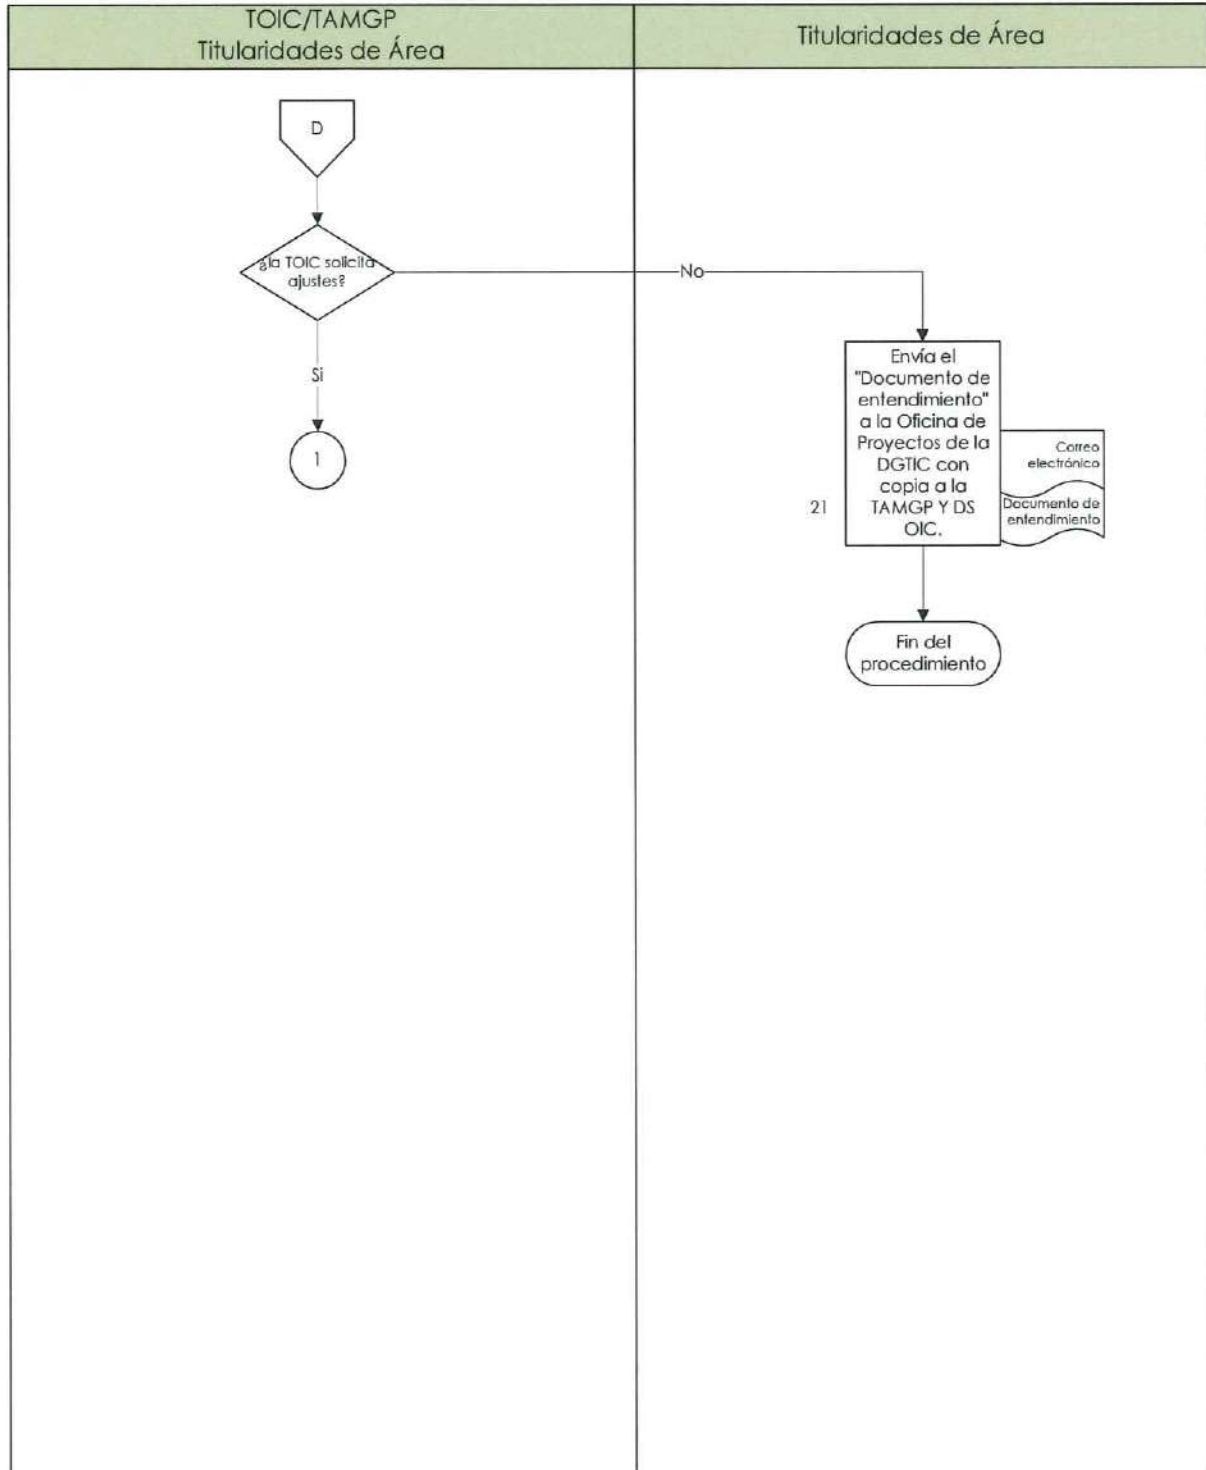 TOIC/TAMGP
Titularidades de Área
Titularidades de Área
D
¿la TOIC solicita
ajustes?
No
Si
1
21
Envía el
"Documento de
entendimiento"
a la Oficina de
Proyectos de la
DGTIC con
copia a la
TAMGP Y DS
OIC.
Correo
electrónico
Documento de
entendimiento
Fin del
procedimiento